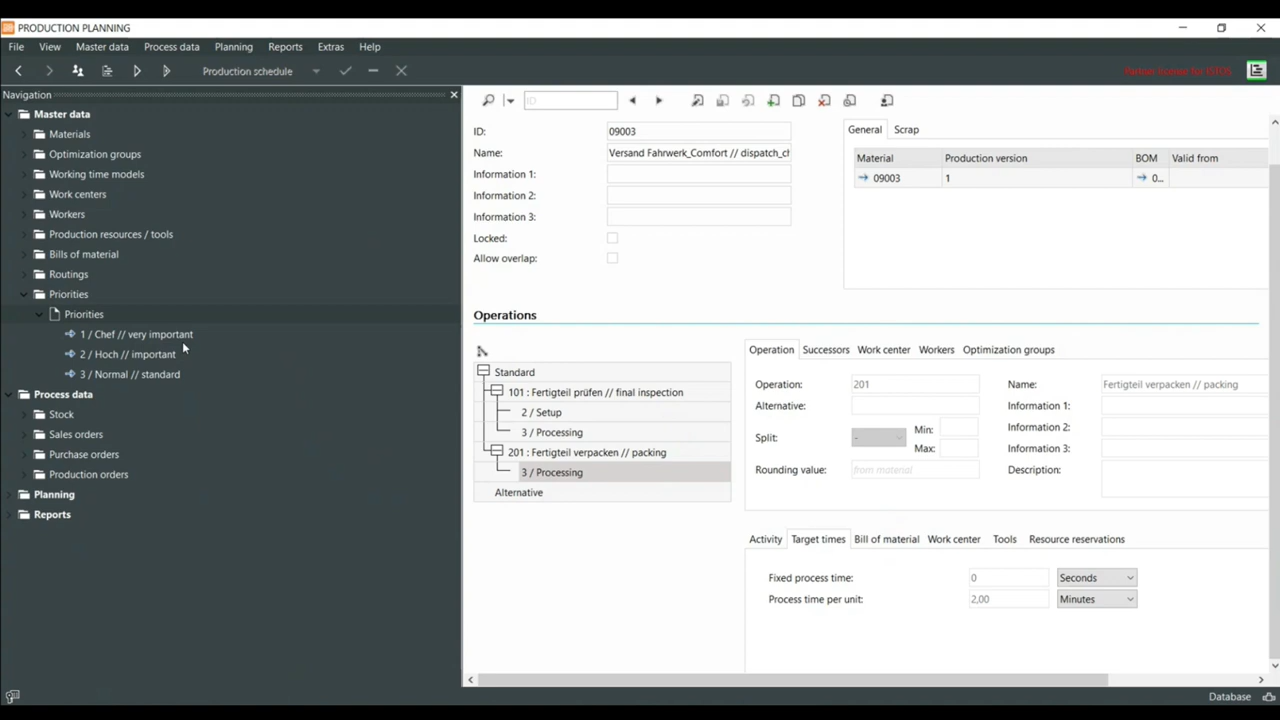 PRODUCTION PLANNING
File View Master data Process data Planning Reports Extras Help
Production schedule
Navigation
Master data
Materials
Optimization groups
Working time models
Work centers
Workers
Production resources / tools
Bills of material
Routings
Priorities
Priorities
1 / Chef // very important
2 / Hoch // important
3 / Normal // standard
Process data
Stock
Sales orders
Purchase orders
Production orders
Planning
Reports
ID
ID: 09003
Name: Versand Fahrwerk_Comfort // dispatch_ch
Information 1:
Information 2:
Information 3:
Locked:
Allow overlap:
General Scrap
Material Production version BOM Valid from
09003 1 0...
Operations
Standard
101 : Fertigteil prüfen // final inspection
2 / Setup
3 / Processing
201 : Fertigteil verpacken // packing
3 / Processing
Alternative
Operation Successors Work center Workers Optimization groups
Operation: 201 Name: Fertigteil verpacken // packing
Alternative: Information 1:
Split: - Min: Information 2:
Max: Information 3:
Rounding value: from material Description:
Activity Target times Bill of material Work center Tools Resource reservations
Fixed process time: 0 Seconds
Process time per unit: 2,00 Minutes
Database